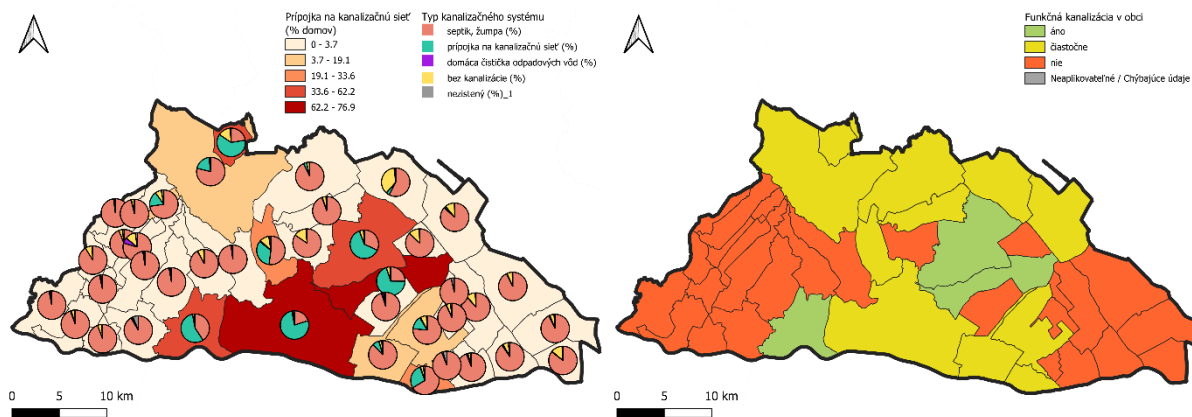 Prípojka na kanalizačnú sieť
(% domov)
0 - 3.7
3.7 - 19.1
19.1 - 33.6
33.6 - 62.2
62.2 - 76.9
Typ kanalizačného systému
septik, žumpa (%)
prípojka na kanalizačnú sieť (%)
domáca čistička odpadových vôd (%)
bez kanalizácie (%)
nezistený (%)_1
0 5 10 km
Funkčná kanalizácia v obci
áno
čiastočne
nie
Neaplikovateľné / Chýbajúce údaje
0 5 10 km